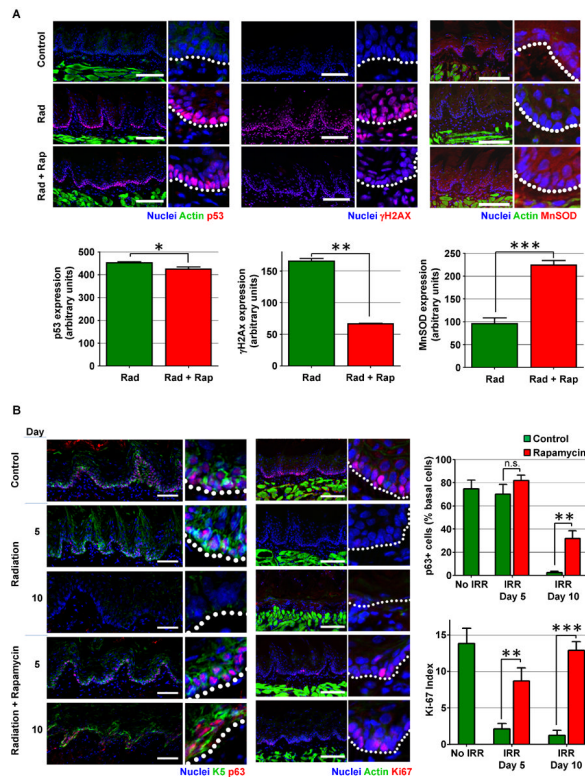 A
Control
Rad
Rad + Rap
Nuclei Actin p53
Nuclei γH2AX
Nuclei Actin MnSOD
p53 expression
(arbitrary units)
500
400
300
200
100
0
*
Rad
Rad + Rap
γH2Ax expression
(arbitrary units)
150
100
50
0
**
Rad
Rad + Rap
MnSOD expression
(arbitrary units)
250
200
150
100
50
0
***
Rad
Rad + Rap
B
Day
Control
5
10
Radiation
5
10
Radiation + Rapamycin
Nuclei K5 p63
Nuclei Actin Ki67
Control
Rapamycin
p63+ cells (% basal cells)
100
80
60
40
20
0
n.s.
**
No IRR
IRR
Day 5
IRR
Day 10
Ki-67 Index
15
10
5
0
**
***
No IRR
IRR
Day 5
IRR
Day 10